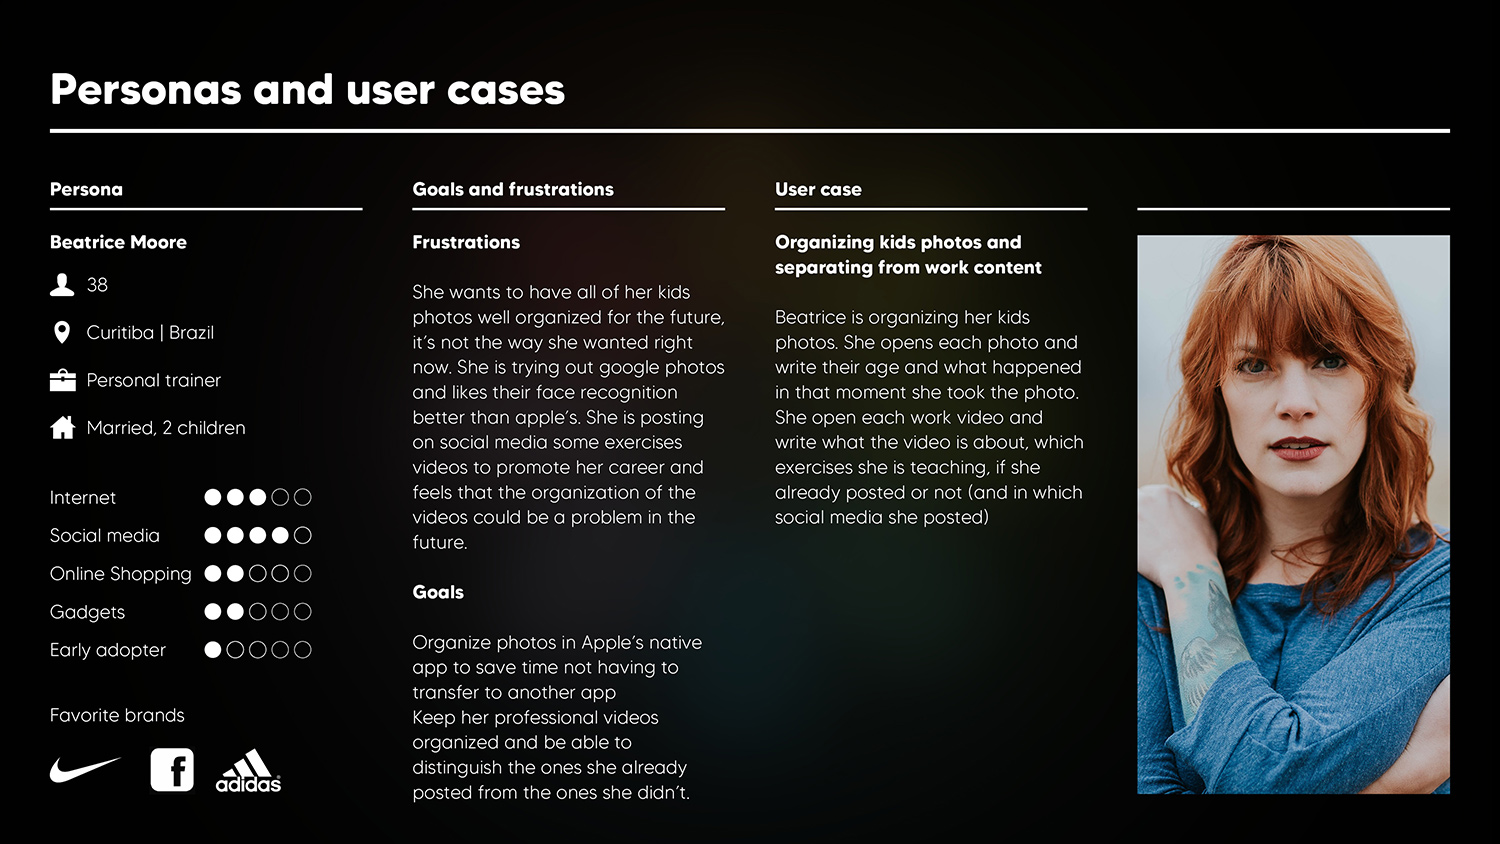 Personas and user cases
Persona
Beatrice Moore
38
Curitiba | Brazil
Personal trainer
Married, 2 children
Internet
Social media
Online Shopping
Gadgets
Early adopter
Favorite brands
f
adidas
Goals and frustrations
Frustrations
She wants to have all of her kids
photos well organized for the future,
it's not the way she wanted right
now. She is trying out google photos
and likes their face recognition
better than apple's. She is posting
on social media some exercises
videos to promote her career and
feels that the organization of the
videos could be a problem in the
future.
Goals
Organize photos in Apple's native
app to save time not having to
transfer to another app
Keep her professional videos
organized and be able to
distinguish the ones she already
posted from the ones she didn't.
User case
Organizing kids photos and
separating from work content
Beatrice is organizing her kids
photos. She opens each photo and
write their age and what happened
in that moment she took the photo.
She open each work video and
write what the video is about, which
exercises she is teaching, if she
already posted or not (and in which
social media she posted)